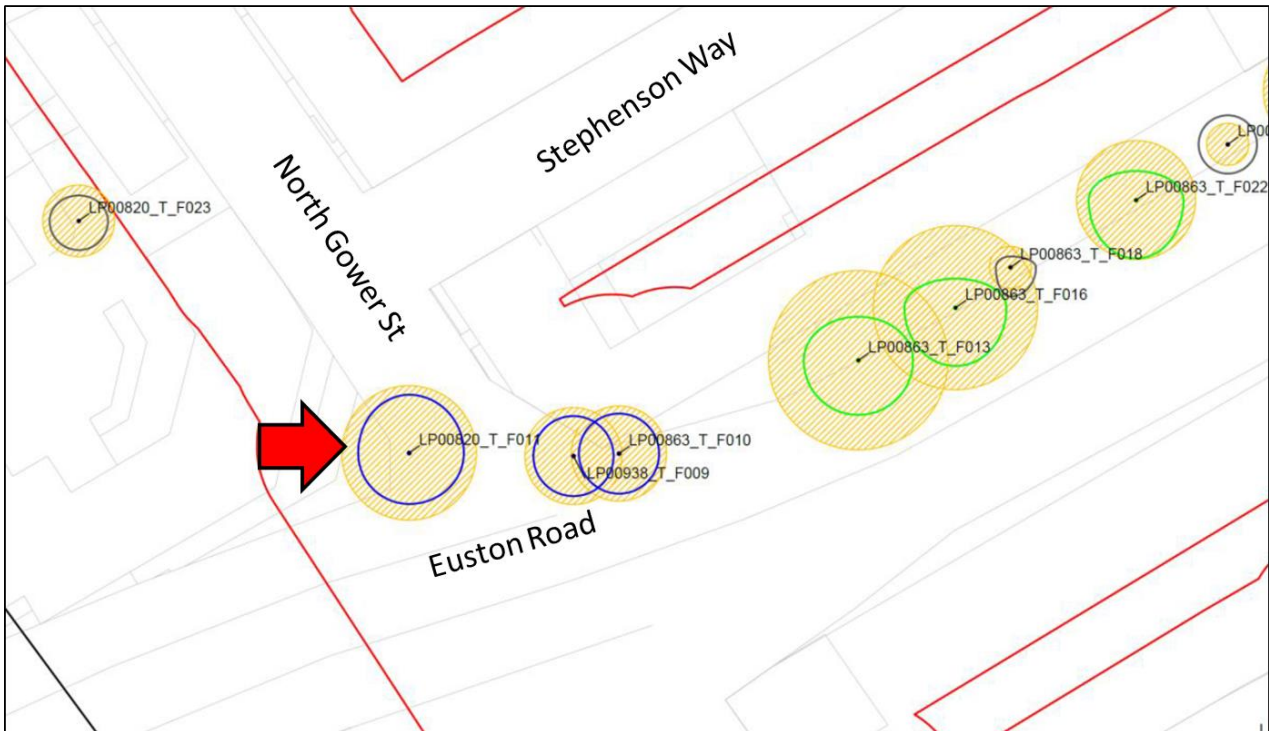 Stephenson Way
North Gower St
LP00820_T_F023
LP00863_T_F022
LP00863_T_F018
LP00863_T_F016
LP00863_T_F013
LP00820_T_F011
LP00863_T_F010
LP00938_T_F009
Euston Road